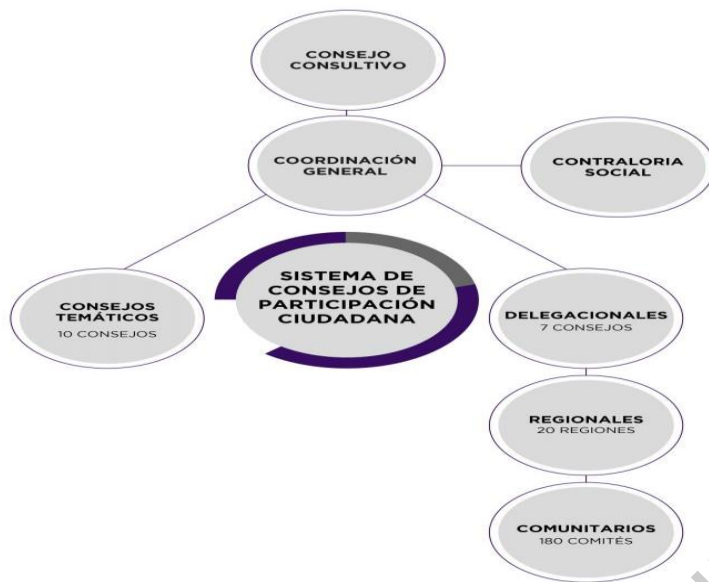 CONSEJO
CONSULTIVO
COORDINACIÓN
GENERAL
CONTRALORIA
SOCIAL
SISTEMA DE
CONSEJOS DE
PARTICIPACIÓN
CIUDADANA
CONSEJOS
TEMÁTICOS
10 CONSEJOS
DELEGACIONALES
7 CONSEJOS
REGIONALES
20 REGIONES
COMUNITARIOS
180 COMITÉS